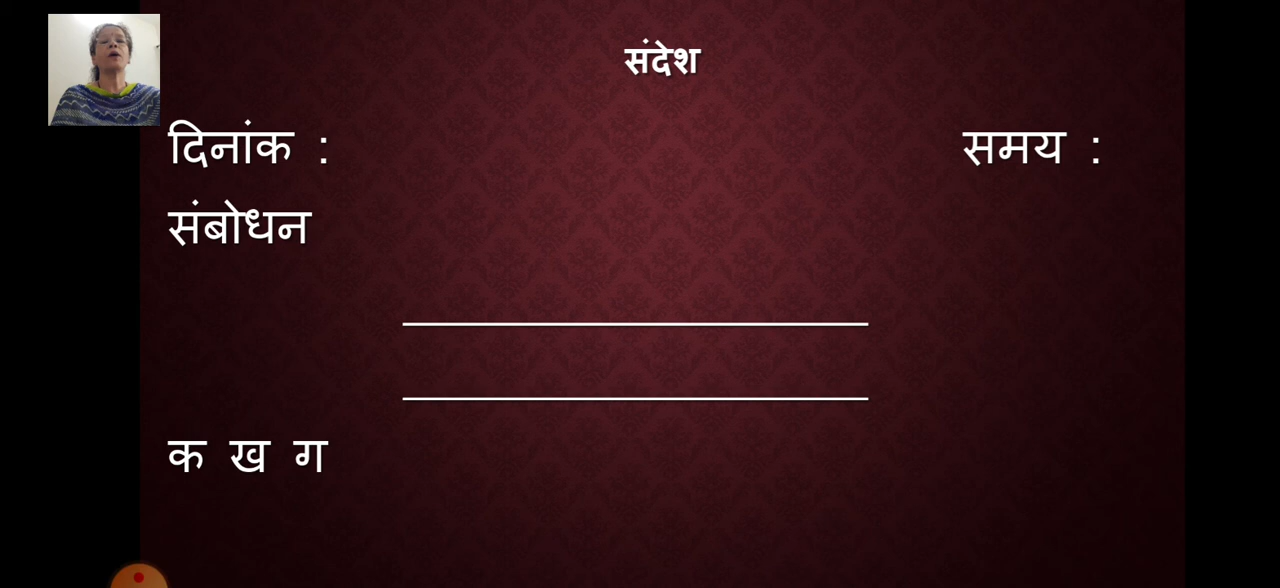 संदेश
दिनांक : समय :
संबोधन
क ख ग